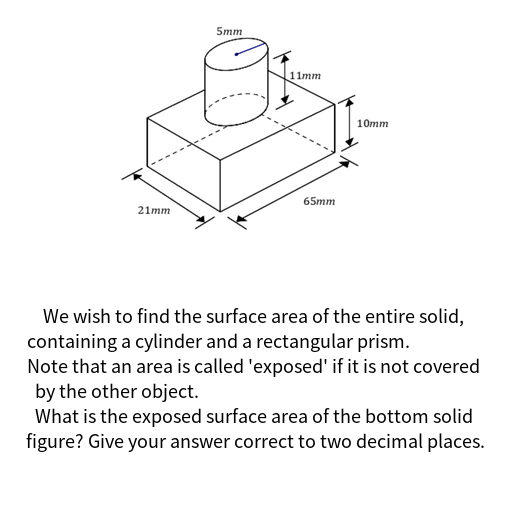 5mm
11mm
10mm
65mm
21mm
We wish to find the surface area of the entire solid,
containing a cylinder and a rectangular prism.
Note that an area is called 'exposed' if it is not covered
by the other object.
What is the exposed surface area of the bottom solid
figure? Give your answer correct to two decimal places.